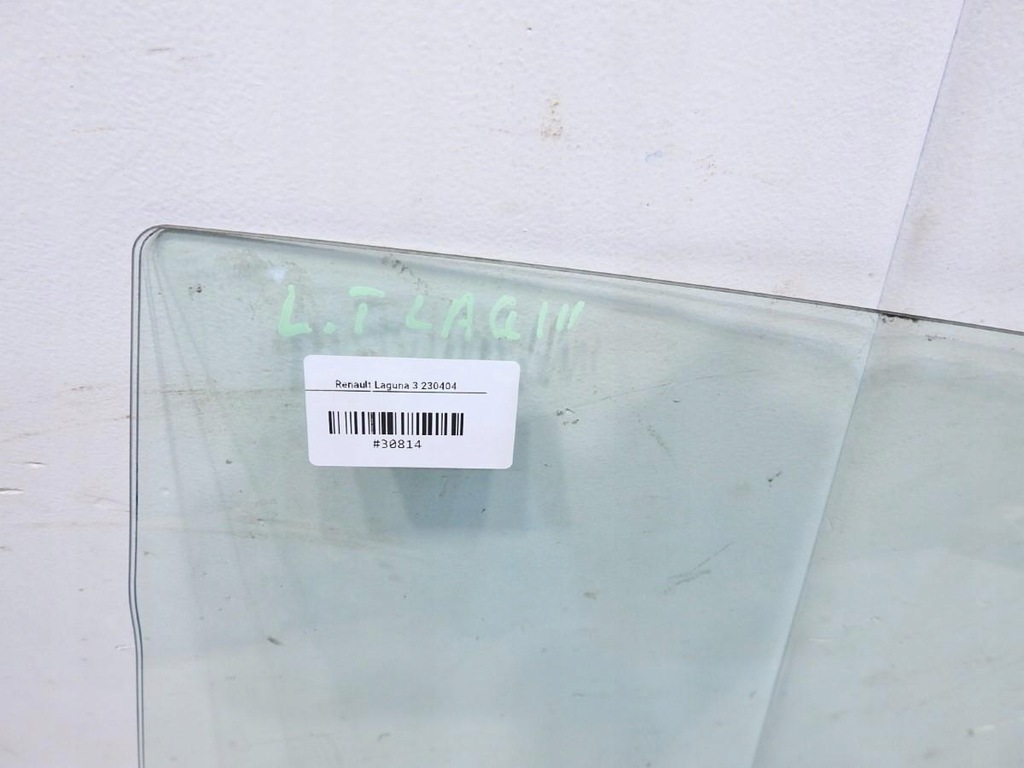 L.T LAG III
Renault Laguna 3 230404
#30814